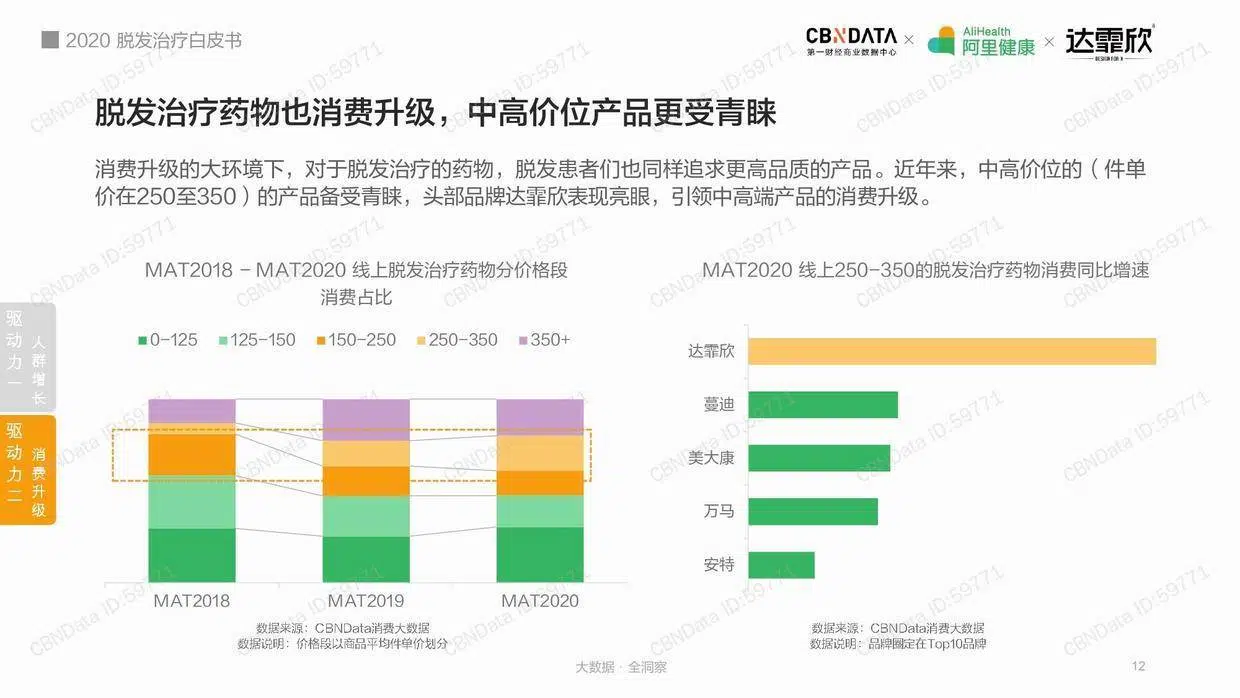 2020 脱发治疗白皮书
CBNDATA
第一财经商业数据中心
×
AliHealth
阿里健康
×
达霏欣
DESIGN FOR X
脱发治疗药物也消费升级，中高价位产品更受青睐
消费升级的大环境下，对于脱发治疗的药物，脱发患者们也同样追求更高品质的产品。近年来，中高价位的（件单
价在250至350）的产品备受青睐，头部品牌达霏欣表现亮眼，引领中高端产品的消费升级。
驱动力一
人群增长
驱动力二
消费升级
MAT2018 – MAT2020 线上脱发治疗药物分价格段
消费占比
0-125 125-150 150-250 250-350 350+
MAT2018 MAT2019 MAT2020
数据来源：CBNData消费大数据
数据说明：价格段以商品平均件单价划分
MAT2020 线上250-350的脱发治疗药物消费同比增速
达霏欣
蔓迪
美大康
万马
安特
数据来源：CBNData消费大数据
数据说明：品牌圈定在Top10品牌
大数据 · 全洞察
12
CBNData ID:59771